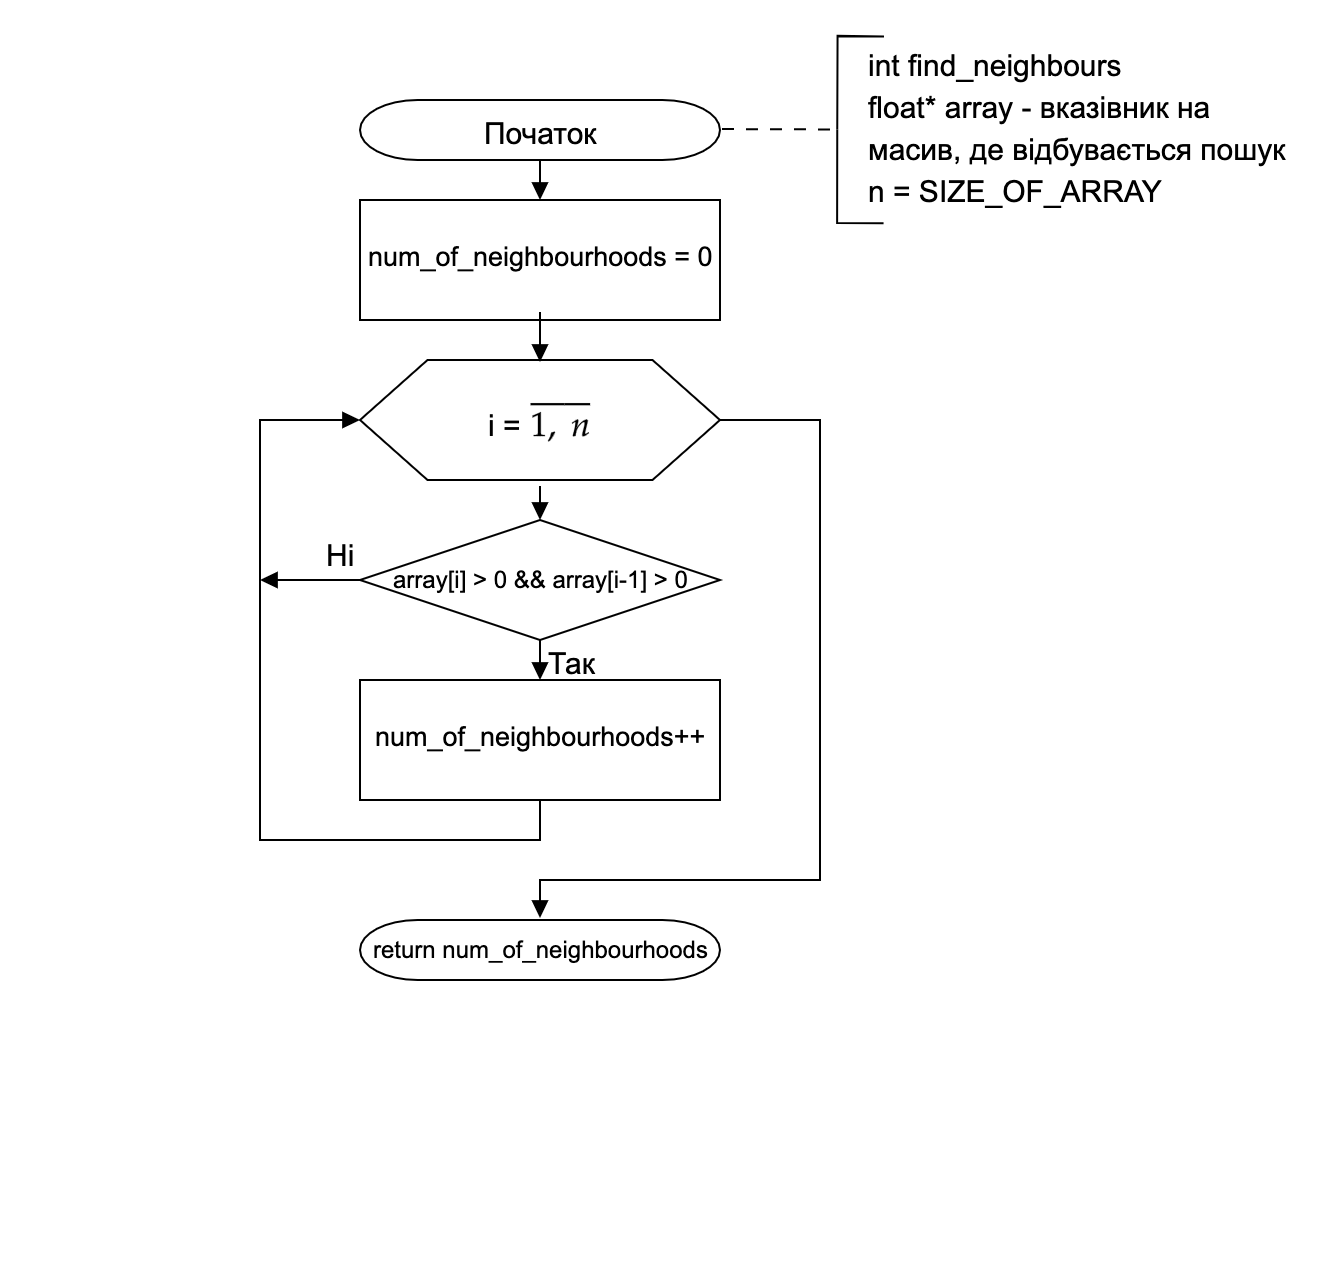 Початок
int find_neighbours
float* array - вказівник на
масив, де відбувається пошук
n = SIZE_OF_ARRAY
num_of_neighbourhoods = 0
i = 1, n
array[i] > 0 && array[i-1] > 0
Ні
Так
num_of_neighbourhoods++
return num_of_neighbourhoods